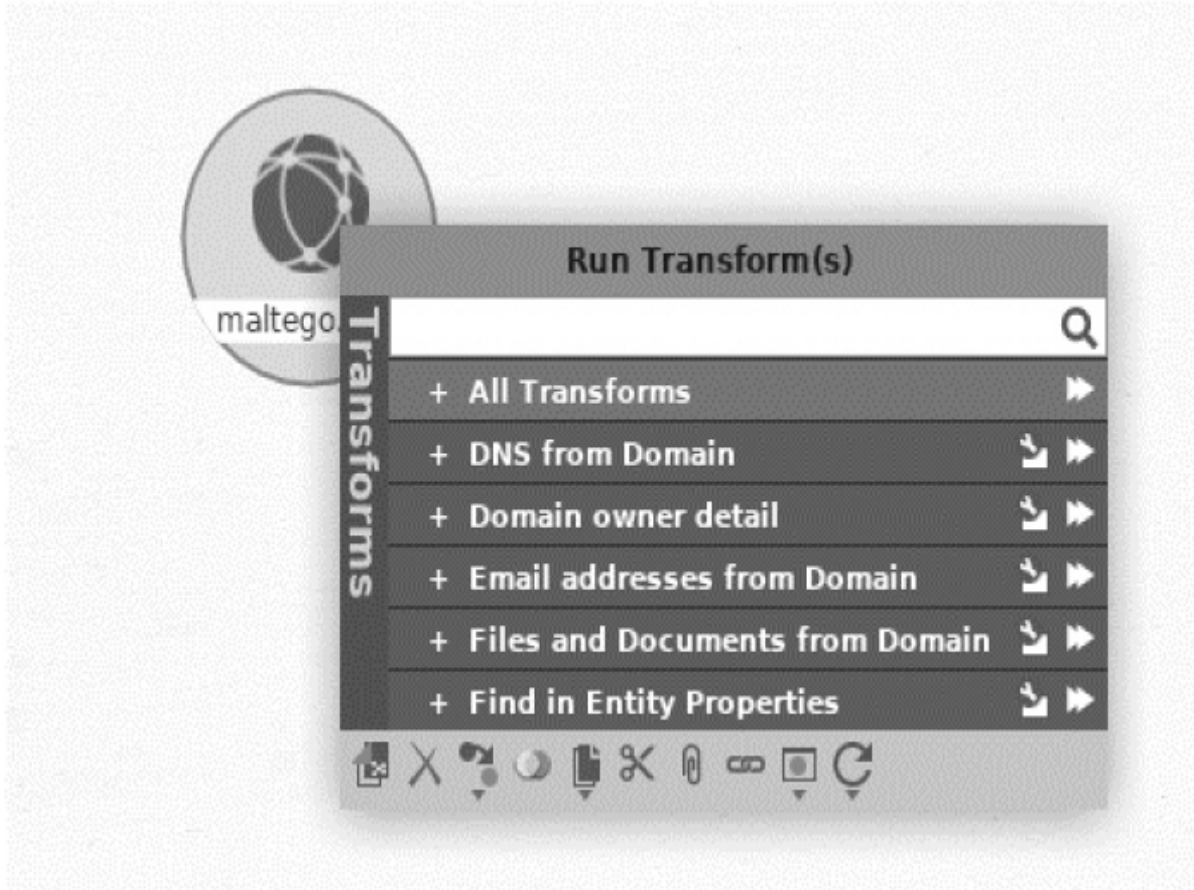 maltego.
Run Transform(s)
Transforms
+ All Transforms
+ DNS from Domain
+ Domain owner detail
+ Email addresses from Domain
+ Files and Documents from Domain
+ Find in Entity Properties